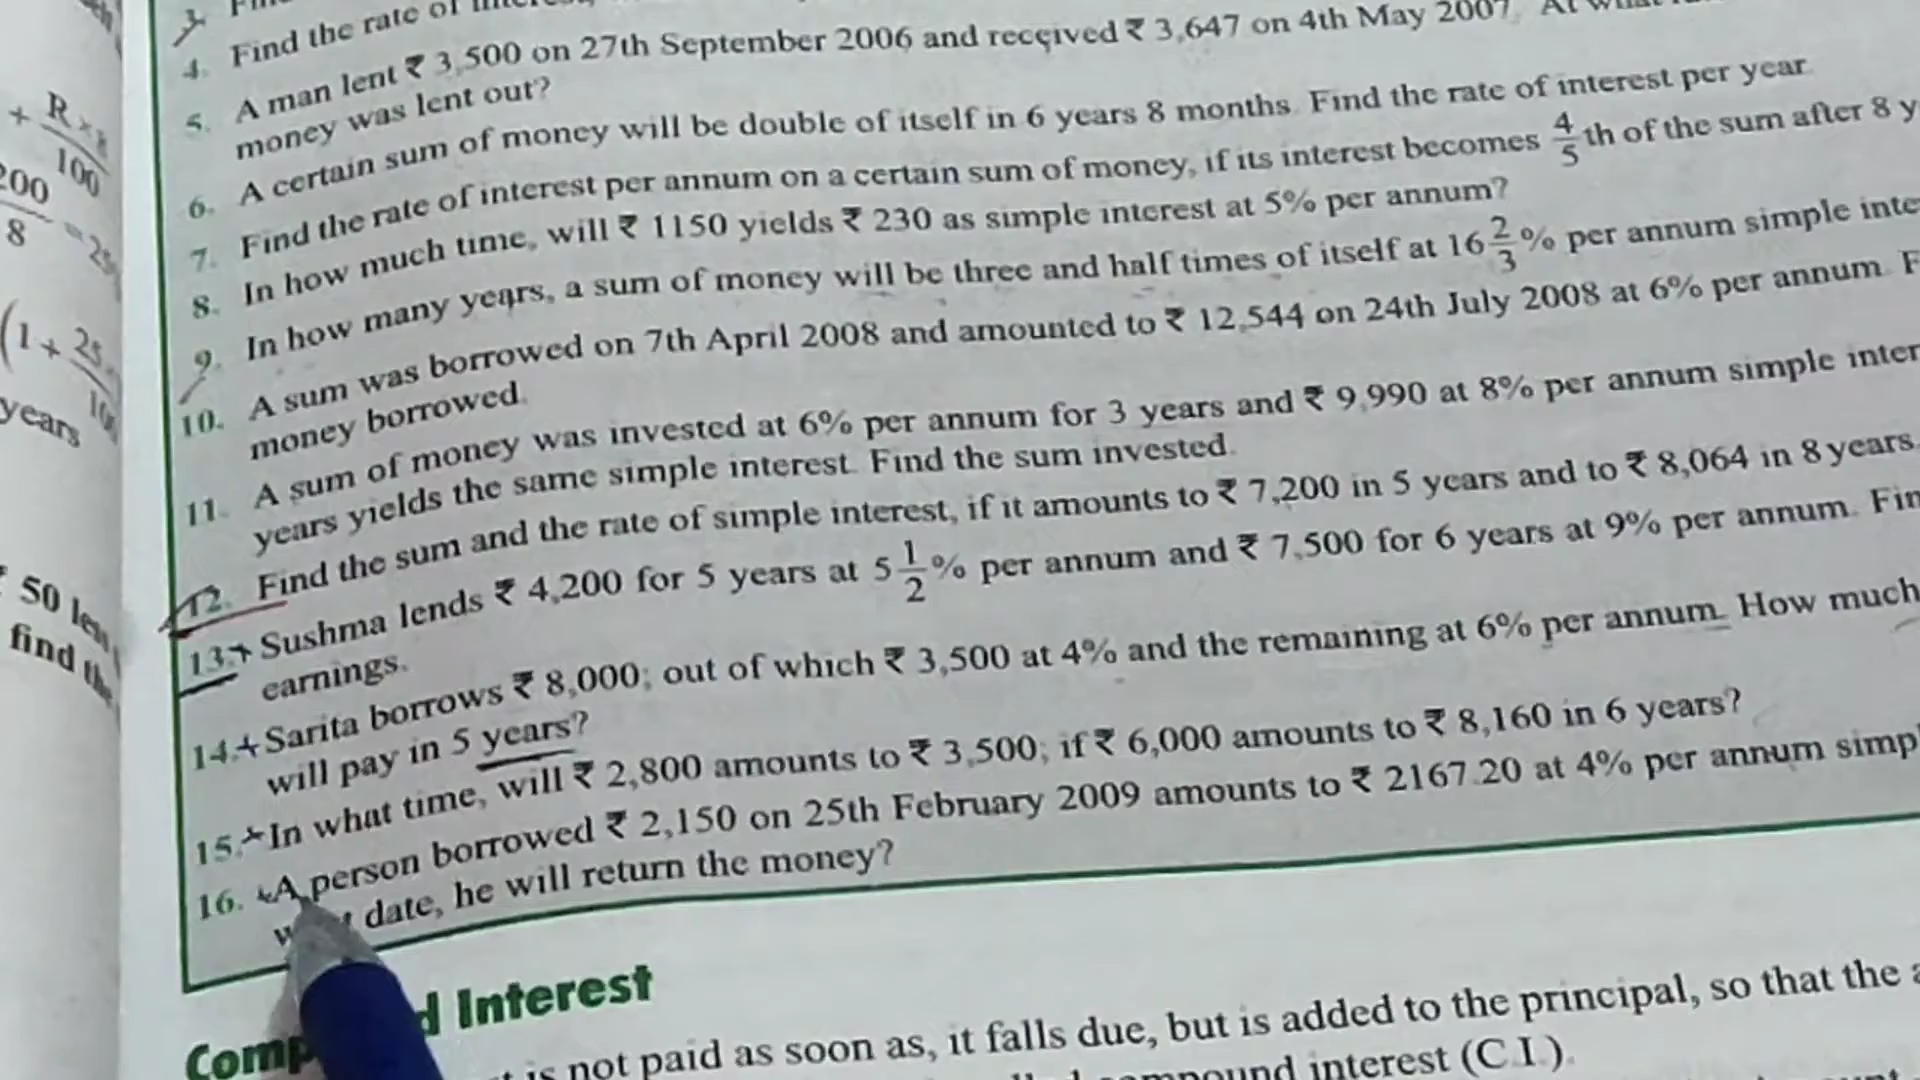 3.
4. Find the rate of
5. A man lent ₹ 3,500 on 27th September 2006 and received ₹ 3,647 on 4th May 2007. At
money was lent out?
6. A certain sum of money will be double of itself in 6 years 8 months. Find the rate of interest per year.
7. Find the rate of interest per annum on a certain sum of money, if its interest becomes 4/5 th of the sum after 8
8. In how much time, will ₹ 1150 yields ₹ 230 as simple interest at 5% per annum?
9. In how many years, a sum of money will be three and half times of itself at 16 2/3 % per annum simple
10. A sum was borrowed on 7th April 2008 and amounted to ₹ 12,544 on 24th July 2008 at 6% per annum.
money borrowed.
11. A sum of money was invested at 6% per annum for 3 years and ₹ 9,990 at 8% per annum simple
years yields the same simple interest. Find the sum invested.
12. Find the sum and the rate of simple interest, if it amounts to ₹ 7,200 in 5 years and to ₹ 8,064 in 8 years.
13. Sushma lends ₹ 4,200 for 5 years at 5 1/2 % per annum and ₹ 7,500 for 6 years at 9% per annum.
earnings.
14. Sarita borrows ₹ 8,000; out of which ₹ 3,500 at 4% and the remaining at 6% per annum. How much
will pay in 5 years?
15. In what time, will ₹ 2,800 amounts to ₹ 3,500; if ₹ 6,000 amounts to ₹ 8,160 in 6 years?
16. A person borrowed ₹ 2,150 on 25th February 2009 amounts to ₹ 2167.20 at 4% per annum
date, he will return the money?
Interest
is not paid as soon as, it falls due, but is added to the principal, so that the
compound interest (C.I.).
+ R × 8
100
200
8
= 25
(1 + 25
100
years
50
find